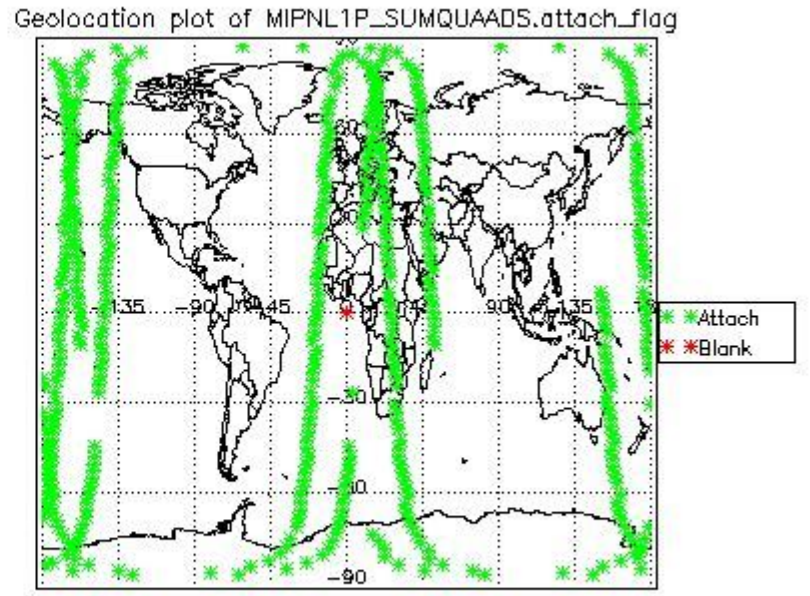 Geolocation plot of MIPNL1P_SUMQUAADS.attach_flag
-135 -90 -45 90 135
Attach
Blank
-30
-60
-90